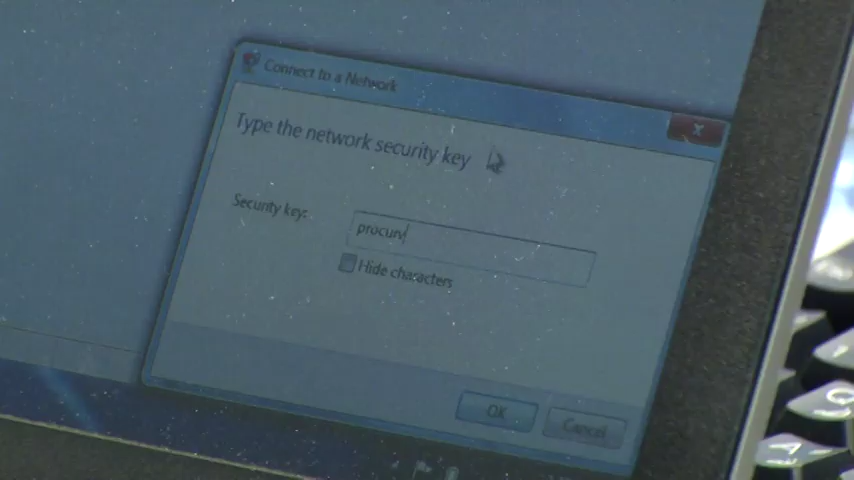 Connect to a Network
Type the network security key
Security key:
procurv
Hide characters
OK
Cancel